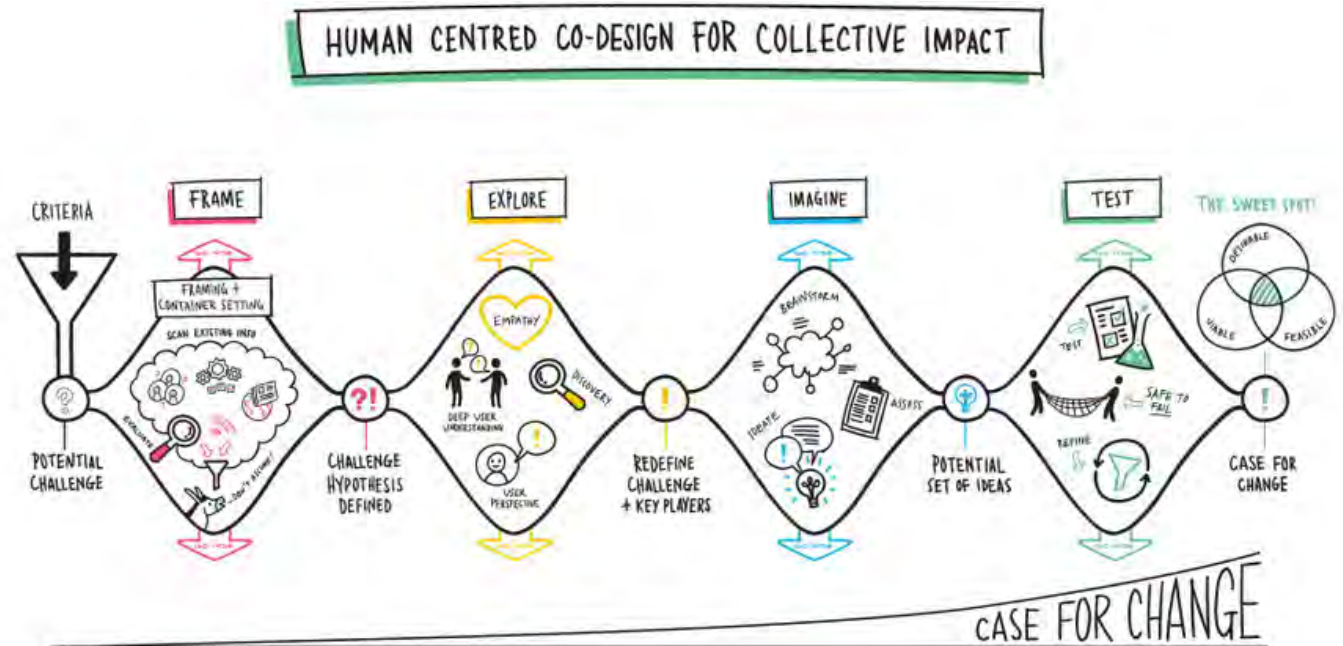 HUMAN CENTRED CO-DESIGN FOR COLLECTIVE IMPACT
CRITERIA
POTENTIAL
CHALLENGE
FRAME
FRAMING +
CONTAINER SETTING
SCAN EXISTING INFO
EVALUATE
DON'T ASSUME!
?!
CHALLENGE
HYPOTHESIS
DEFINED
EXPLORE
EMPATHY
DEEP USER
UNDERSTANDING
DISCOVERY
USER
PERSPECTIVE
!
REDEFINE
CHALLENGE
+ KEY PLAYERS
IMAGINE
BRAINSTORM
ASSESS
IDEATE
POTENTIAL
SET OF IDEAS
TEST
TEST
SAFE TO
FAIL
REFINE
THE SWEET SPOT!
DESIRABLE
VIABLE
FEASIBLE
!
CASE FOR
CHANGE
CASE FOR CHANGE